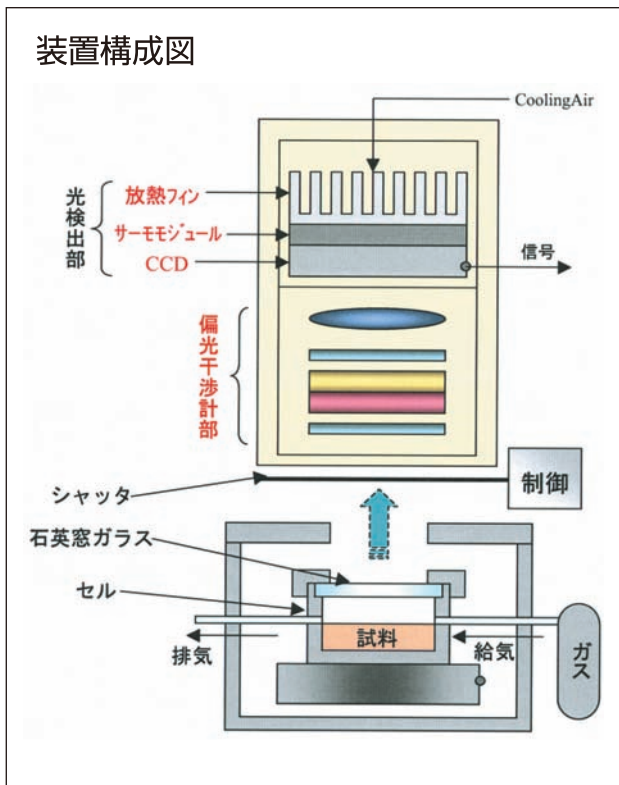 装置構成図
CoolingAir
光検出部
放熱フィン
サーモモジュール
CCD
信号
偏光干渉計部
シャッタ
制御
石英窓ガラス
セル
試料
排気
給気
ガス